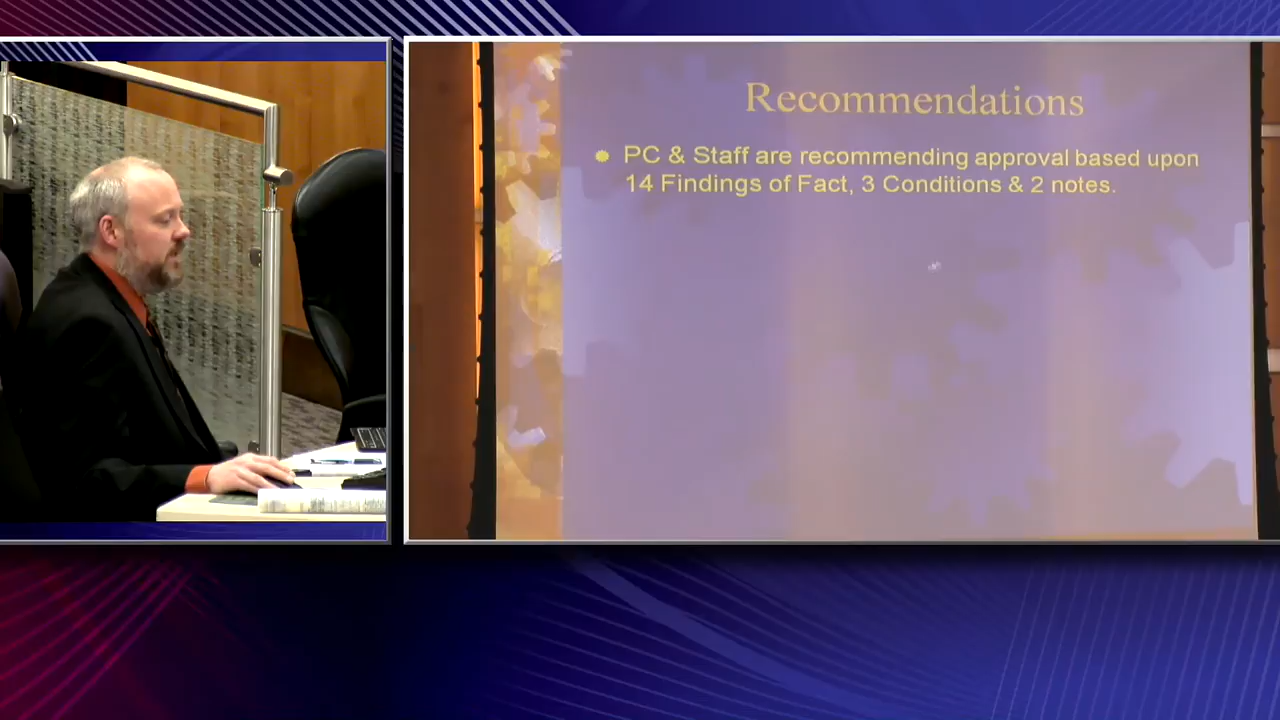 Recommendations
PC & Staff are recommending approval based upon
14 Findings of Fact, 3 Conditions & 2 notes.